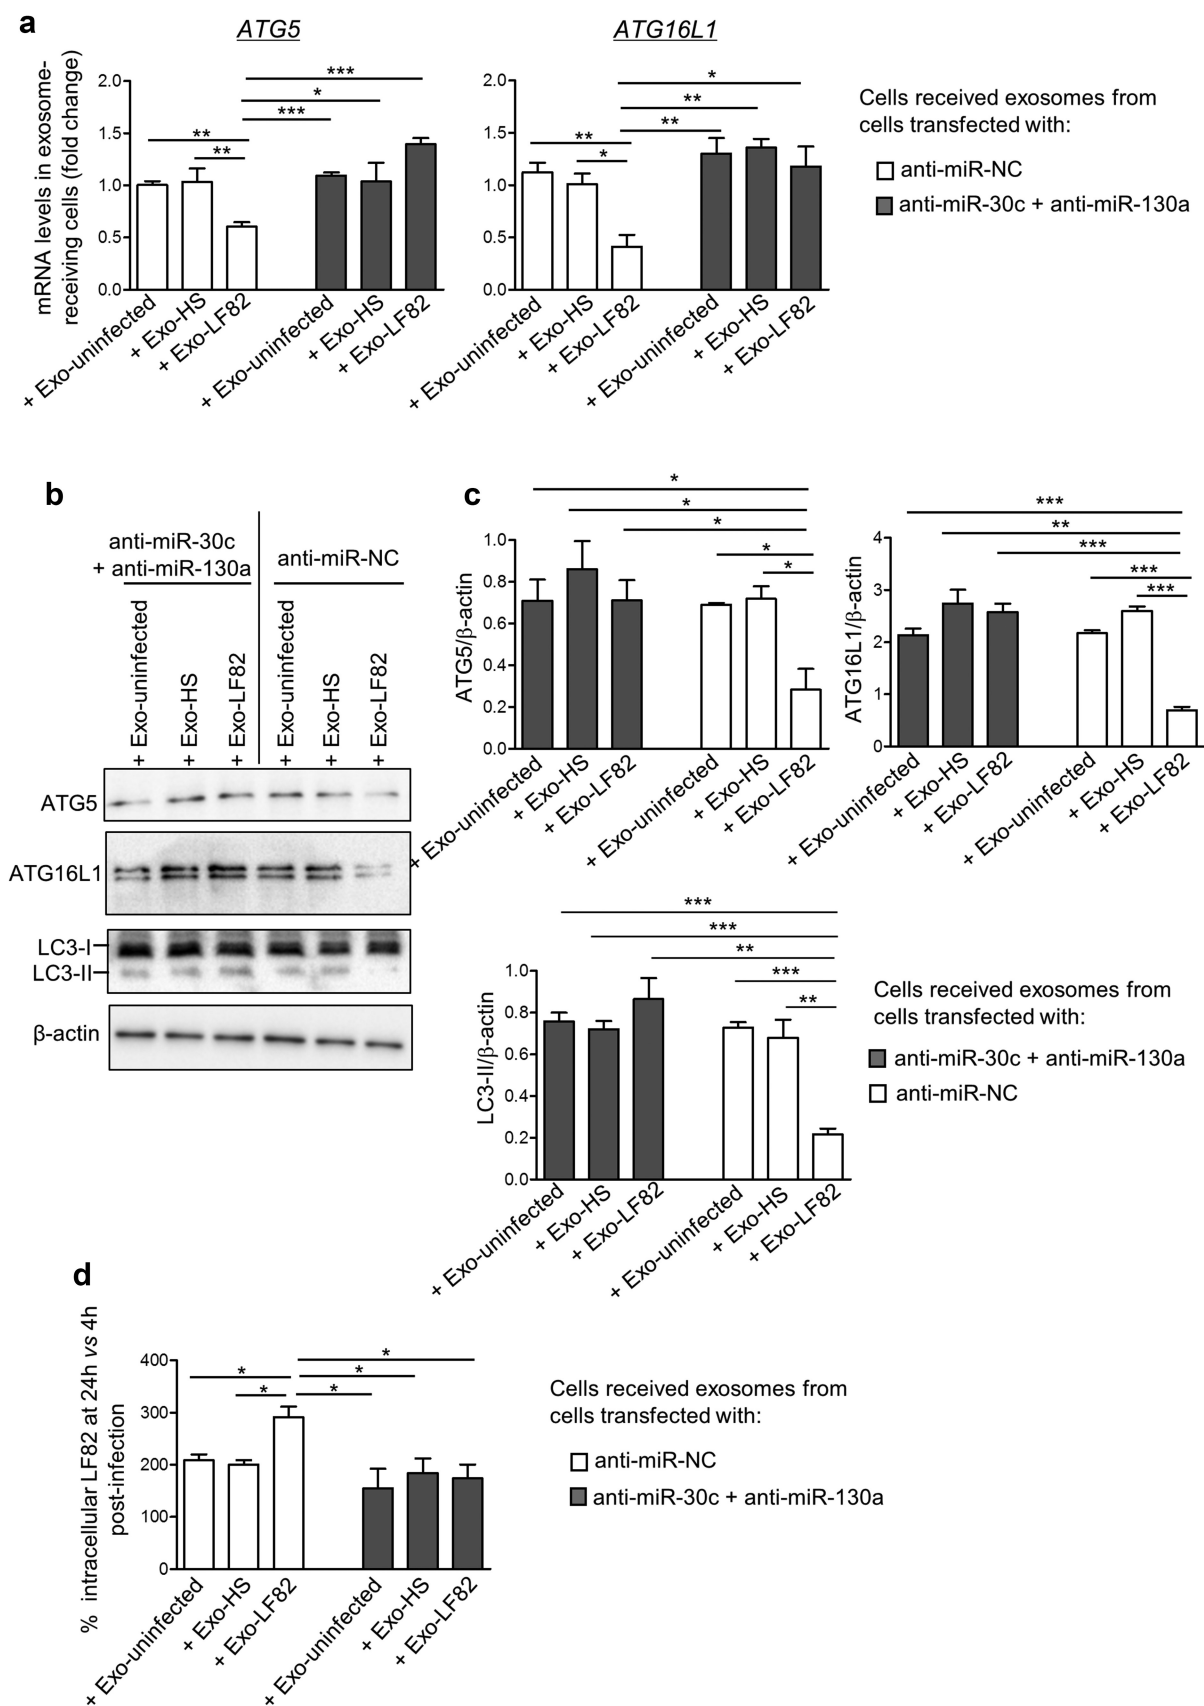 a
ATG5
ATG16L1
mRNA levels in exosome-
receiving cells (fold change)
2.0
1.5
1.0
0.5
0.0
***
*
***
**
**
+ Exo-uninfected
+ Exo-HS
+ Exo-LF82
+ Exo-uninfected
+ Exo-HS
+ Exo-LF82
2.0
1.5
1.0
0.5
0.0
*
**
**
**
*
+ Exo-uninfected
+ Exo-HS
+ Exo-LF82
+ Exo-uninfected
+ Exo-HS
+ Exo-LF82
Cells received exosomes from
cells transfected with:
anti-miR-NC
anti-miR-30c + anti-miR-130a
b
anti-miR-30c
+ anti-miR-130a
anti-miR-NC
+ Exo-uninfected
+ Exo-HS
+ Exo-LF82
+ Exo-uninfected
+ Exo-HS
+ Exo-LF82
ATG5
ATG16L1
LC3-I
LC3-II
β-actin
c
ATG5/β-actin
1.0
0.8
0.6
0.4
0.2
0.0
*
*
*
*
*
+ Exo-uninfected
+ Exo-HS
+ Exo-LF82
+ Exo-uninfected
+ Exo-HS
+ Exo-LF82
ATG16L1/β-actin
4
3
2
1
0
***
**
***
***
***
+ Exo-uninfected
+ Exo-HS
+ Exo-LF82
+ Exo-uninfected
+ Exo-HS
+ Exo-LF82
LC3-II/β-actin
1.0
0.8
0.6
0.4
0.2
0.0
***
***
**
***
**
+ Exo-uninfected
+ Exo-HS
+ Exo-LF82
+ Exo-uninfected
+ Exo-HS
+ Exo-LF82
Cells received exosomes from
cells transfected with:
anti-miR-30c + anti-miR-130a
anti-miR-NC
d
% intracellular LF82 at 24h vs 4h
post-infection
400
300
200
100
0
*
*
*
*
*
+ Exo-uninfected
+ Exo-HS
+ Exo-LF82
+ Exo-uninfected
+ Exo-HS
+ Exo-LF82
Cells received exosomes from
cells transfected with:
anti-miR-NC
anti-miR-30c + anti-miR-130a